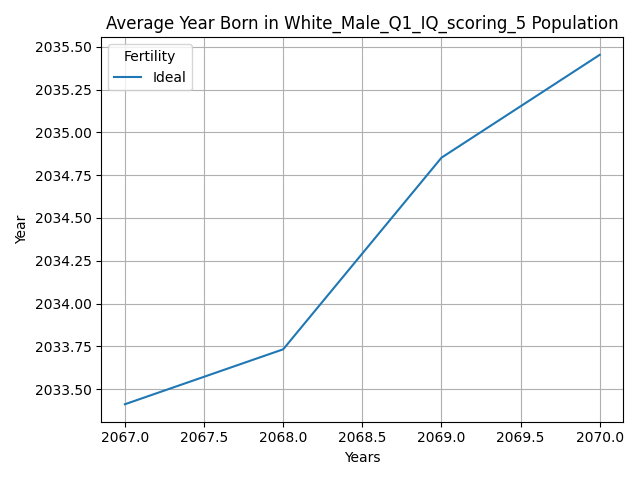 Average Year Born in White_Male_Q1_IQ_scoring_5 Population
Fertility
Ideal
2035.50
2035.25
2035.00
2034.75
2034.50
2034.25
2034.00
2033.75
2033.50
Year
2067.0 2067.5 2068.0 2068.5 2069.0 2069.5 2070.0
Years